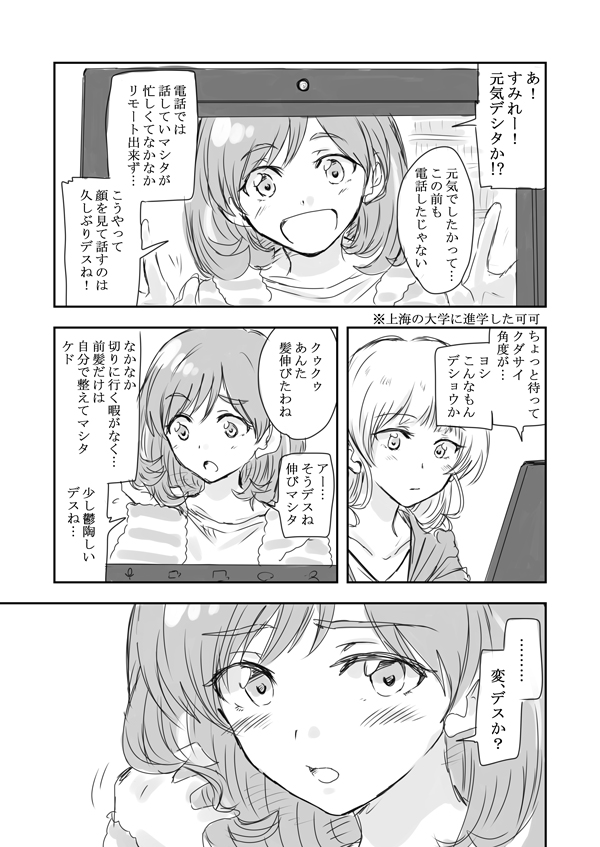 あ!
すみれー!
元気デシタか!?
元気でしたかって…
この前も
電話したじゃない
電話では
話していマシタが
忙しくてなかなか
リモート出来ず…
こうやって
顔を見て話すのは
久しぶりデスね!
※上海の大学に進学した可可
ちょっと待って
クダサイ
角度が…
ヨシ
こんなもん
デショウか
クゥクゥ
あんた
髪伸びたわね
アー…
そうデスね
伸びマシタ
なかなか
切りに行く暇がなく…
前髪だけは
自分で整えてマシタ
ケド
少し鬱陶しい
デスね…
………
変、デスか?